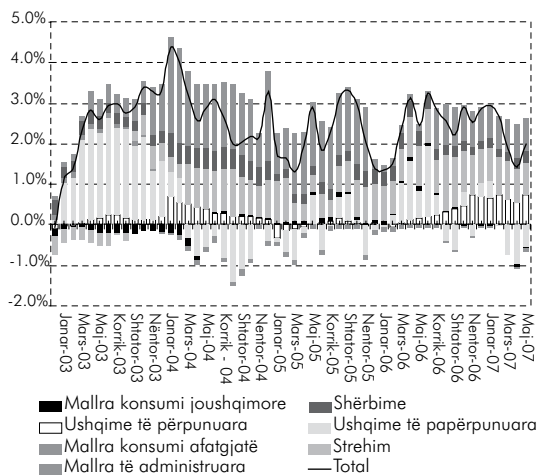 5.0%
4.0%
3.0%
2.0%
1.0%
0.0%
-1.0%
-2.0%
Janar-03
Mars-03
Maj-03
Korrik-03
Shtator-03
Nëntor-03
Janar-04
Mars-04
Maj-04
Korrik - 04
Shtator-04
Nentor-04
Janar-05
Mars-05
Maj-05
Korrik-05
Shtator-05
Nentor-05
Janar-06
Mars-06
Maj-06
Korrik-06
Shtator-06
Nentor-06
Janar-07
Mars-07
Maj-07
Mallra konsumi joushqimore
Shërbime
Ushqime të përpunuara
Ushqime të papërpunuara
Mallra konsumi afatgjatë
Strehim
Mallra të administruara
Total